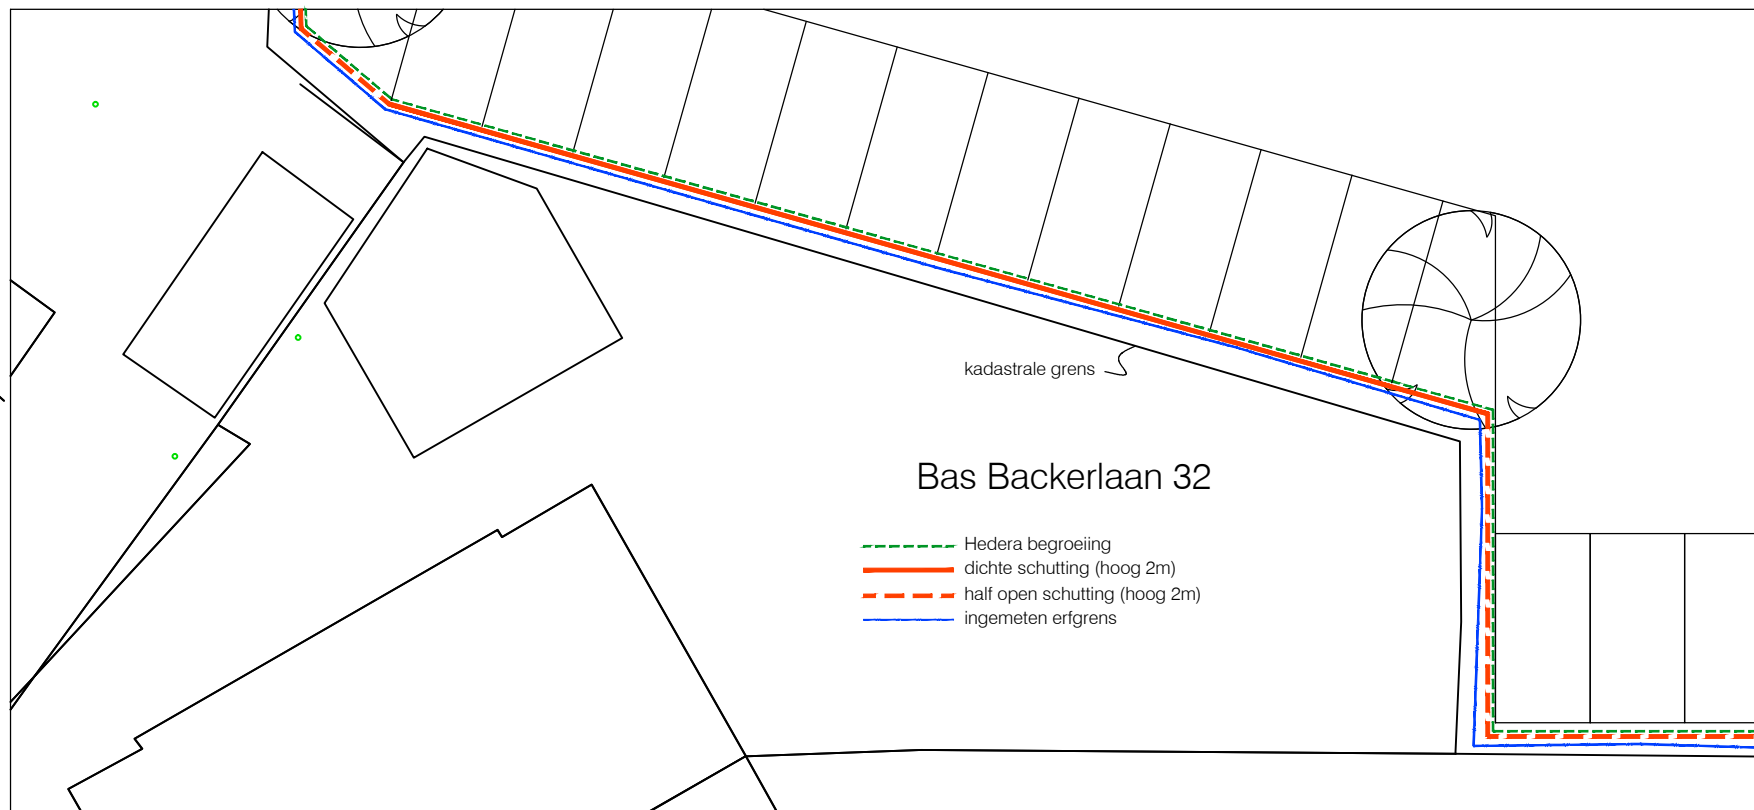 kadastrale grens
Bas Backerlaan 32
Hedera begroeiing
dichte schutting (hoog 2m)
half open schutting (hoog 2m)
ingemeten erfgrens